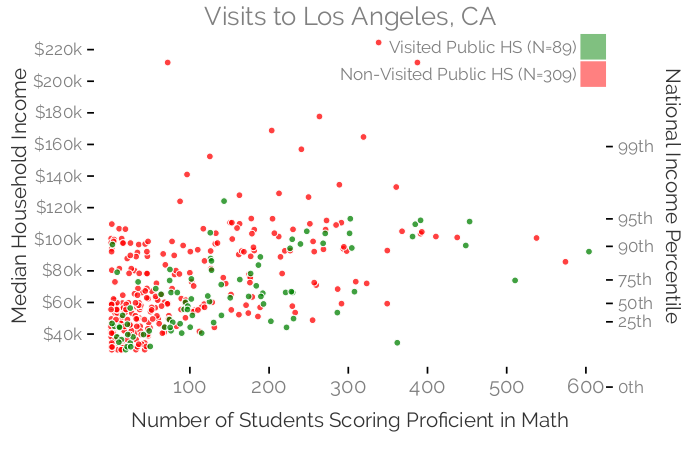 Visits to Los Angeles, CA
Visited Public HS (N=89)
Non-Visited Public HS (N=309)
Median Household Income
$220k
$200k
$180k
$160k
$140k
$120k
$100k
$80k
$60k
$40k
National Income Percentile
99th
95th
90th
75th
50th
25th
0th
100 200 300 400 500 600
Number of Students Scoring Proficient in Math